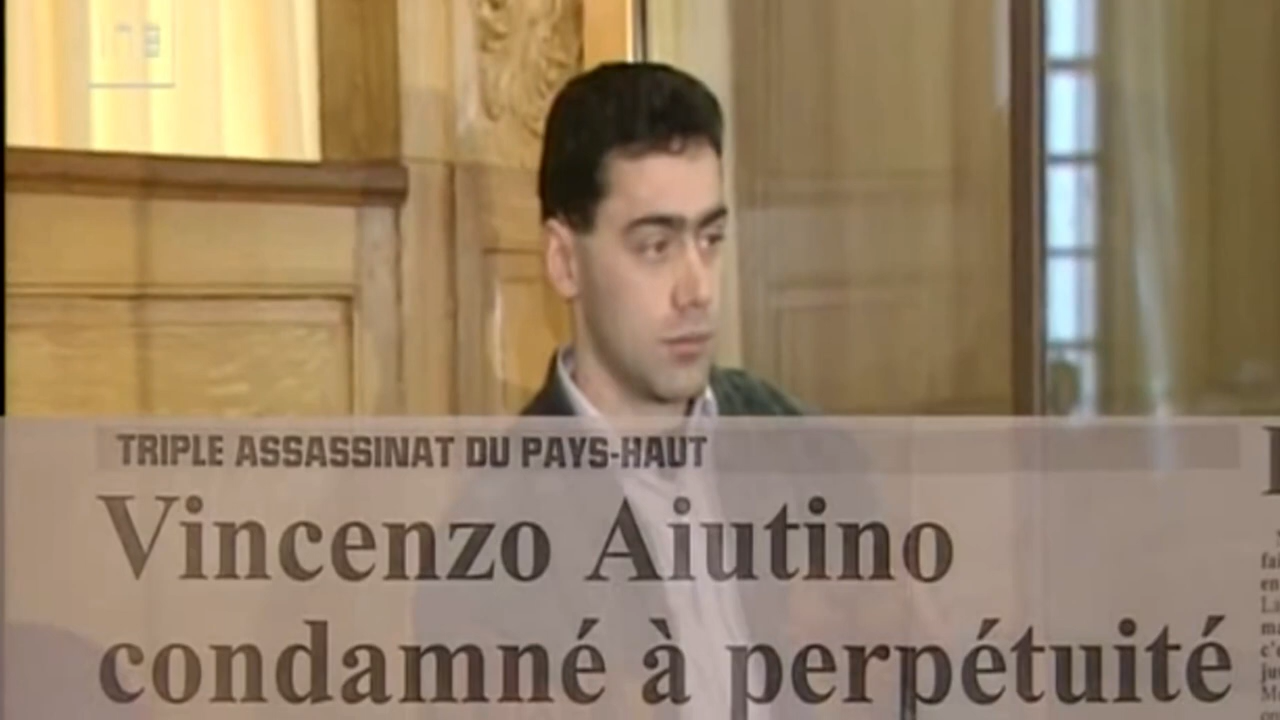 TRIPLE ASSASSINAT DU PAYS-HAUT
Vincenzo Aiutino
condamné à perpétuité